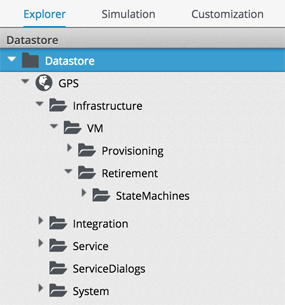 Explorer Simulation Customization
Datastore
Datastore
GPS
Infrastructure
VM
Provisioning
Retirement
StateMachines
Integration
Service
ServiceDialogs
System